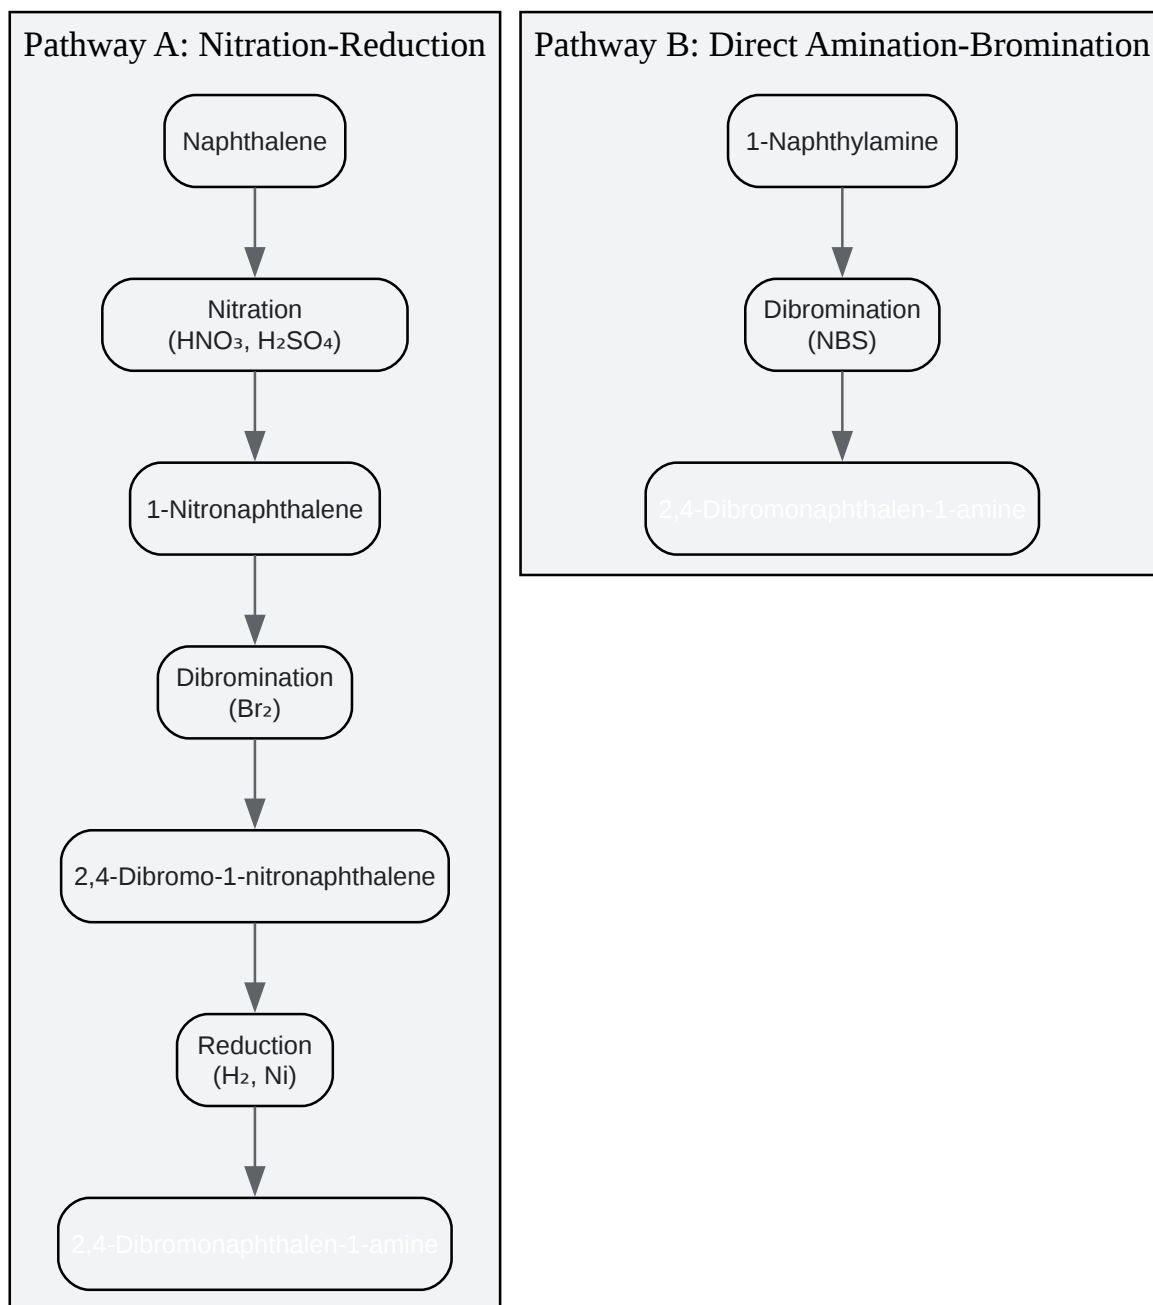 Pathway A: Nitration-Reduction
Naphthalene
Nitration
(HNO₃, H₂SO₄)
1-Nitronaphthalene
Dibromination
(Br₂)
2,4-Dibromo-1-nitronaphthalene
Reduction
(H₂, Ni)
2,4-Dibromonaphthalen-1-amine
Pathway B: Direct Amination-Bromination
1-Naphthylamine
Dibromination
(NBS)
2,4-Dibromonaphthalen-1-amine